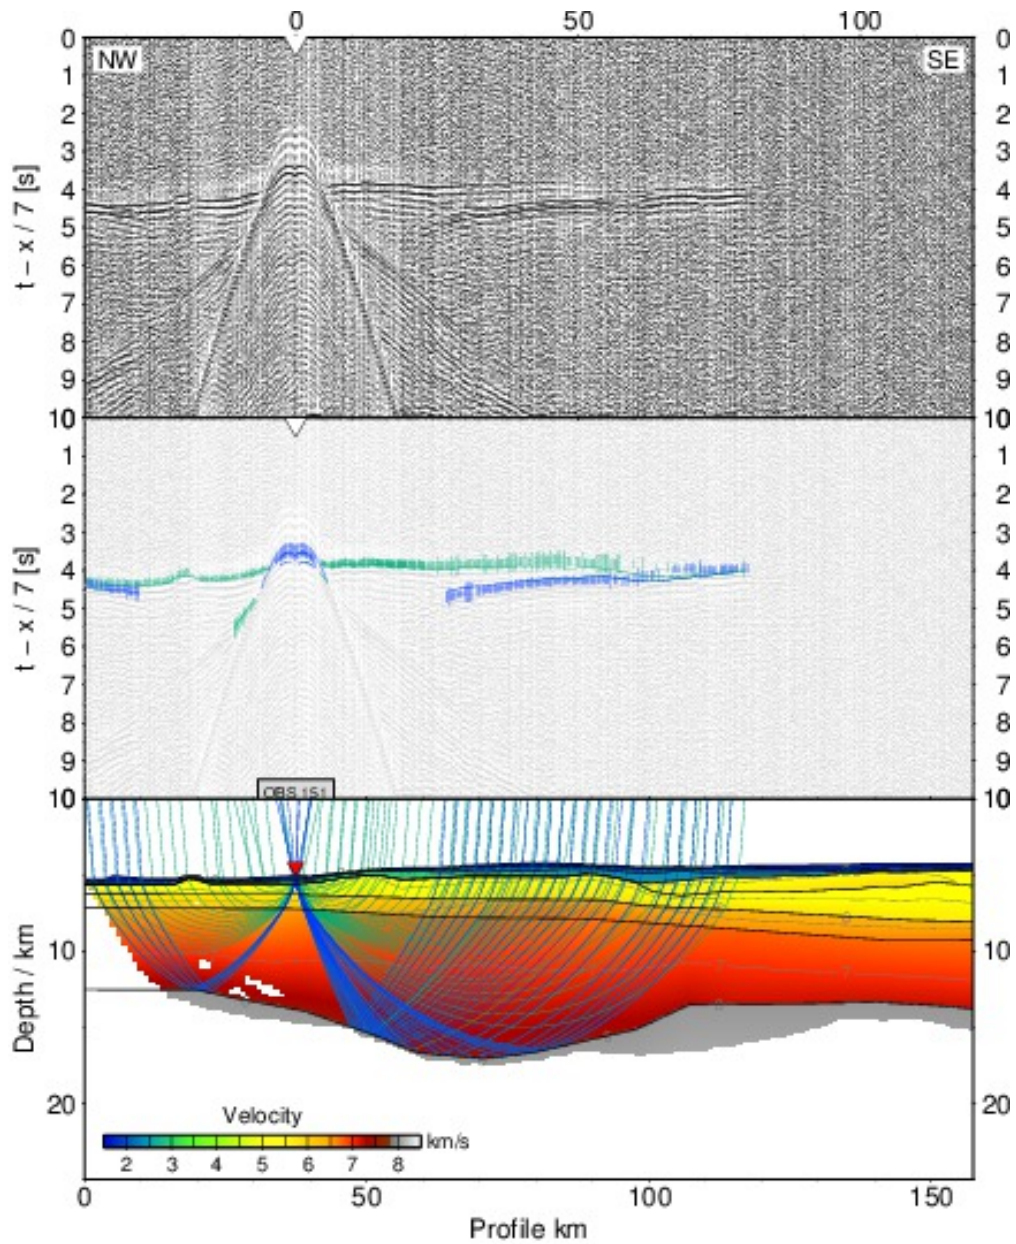 0 50 100
0 0
NW SE
1 1
2 2
3 3
4 4
t – x / 7 [s]
5 5
6 6
7 7
8 8
9 9
10 10
1 1
2 2
3 3
4 4
t – x / 7 [s]
5 5
6 6
7 7
8 8
9 9
OBS 151
10 10
10 10
Depth / km
20 20
Velocity
km/s
2 3 4 5 6 7 8
0 50 100 150
Profile km